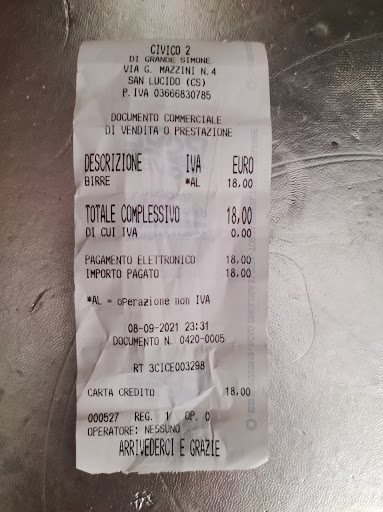 CIVICO 2
DI GRANDE SIMONE
VIA G. MAZZINI N.4
SAN LUCIDO (CS)
P.IVA 03666830785
DOCUMENTO COMMERCIALE
DI VENDITA O PRESTAZIONE
DESCRIZIONE IVA EURO
BIRRE *AL 18,00
TOTALE COMPLESSIVO 18,00
DI CUI IVA 0,00
PAGAMENTO ELETTRONICO 18,00
IMPORTO PAGATO 18,00
*AL = oPerazione non IVA
08-09-2021 23:31
DOCUMENTO N. 0420-0005
RT 3CICE003298
CARTA CREDITO 18,00
000527 REG. 1 OP. 0
OPERATORE: NESSUNO
ARRIVEDERCI E GRAZIE